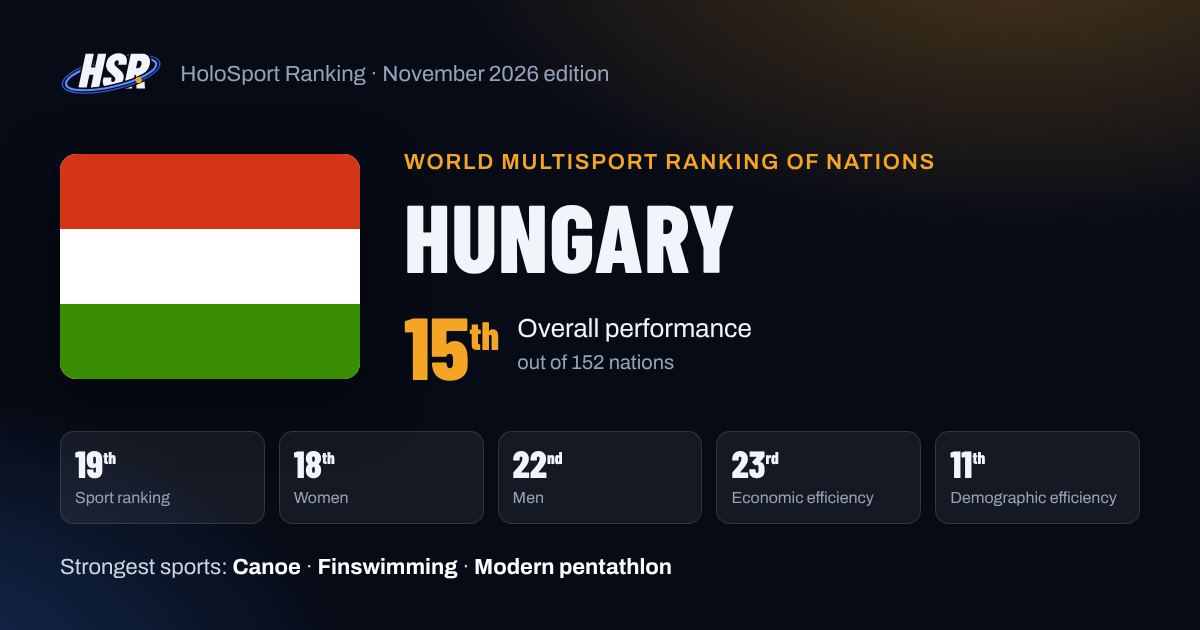 HSR
HoloSport Ranking · November 2026 edition
WORLD MULTISPORT RANKING OF NATIONS
HUNGARY
15th
Overall performance
out of 152 nations
19th
Sport ranking
18th
Women
22nd
Men
23rd
Economic efficiency
11th
Demographic efficiency
Strongest sports: Canoe · Finswimming · Modern pentathlon